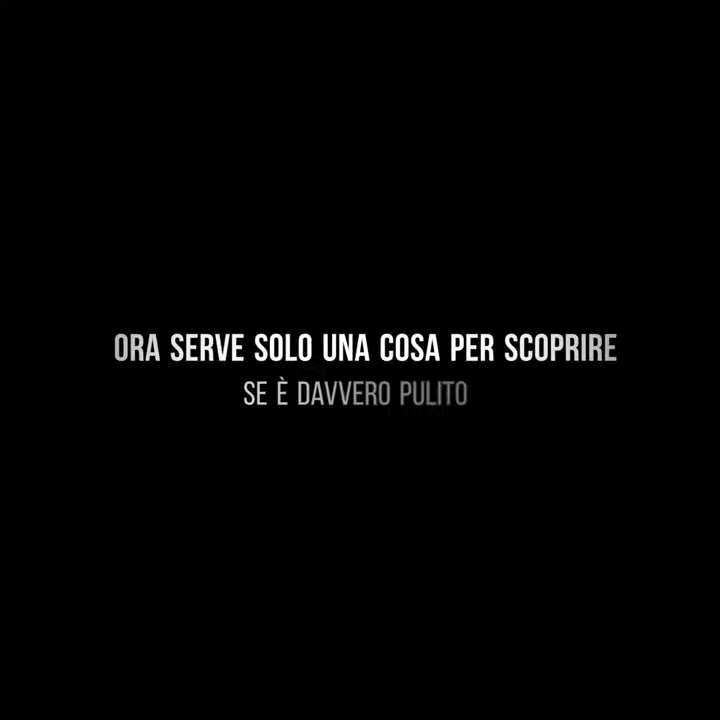 ORA SERVE SOLO UNA COSA PER SCOPRIRE
SE È DAVVERO PULITO